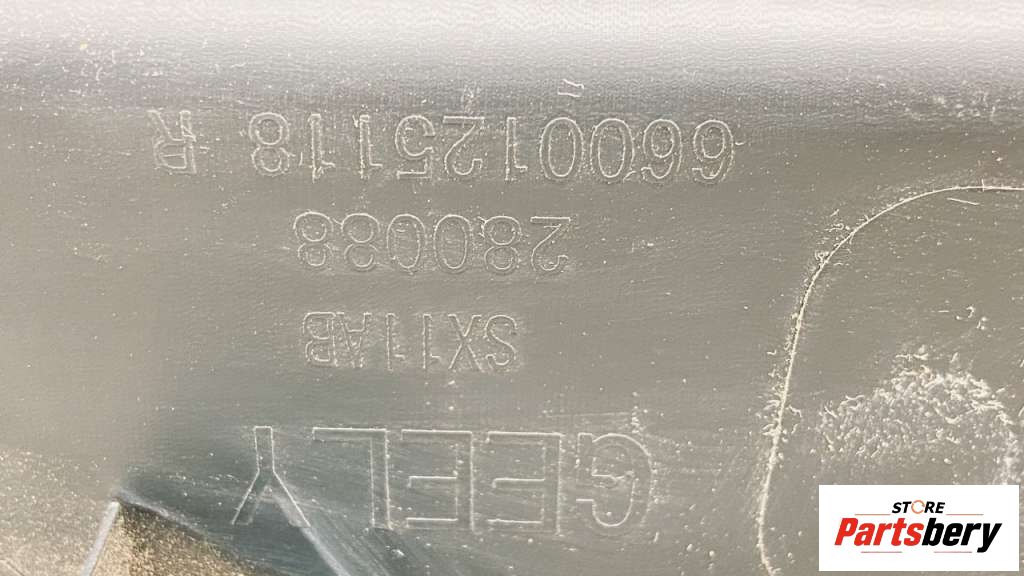 6600125118 R
280088
SX11AB
GEELY
STORE
Partsbery